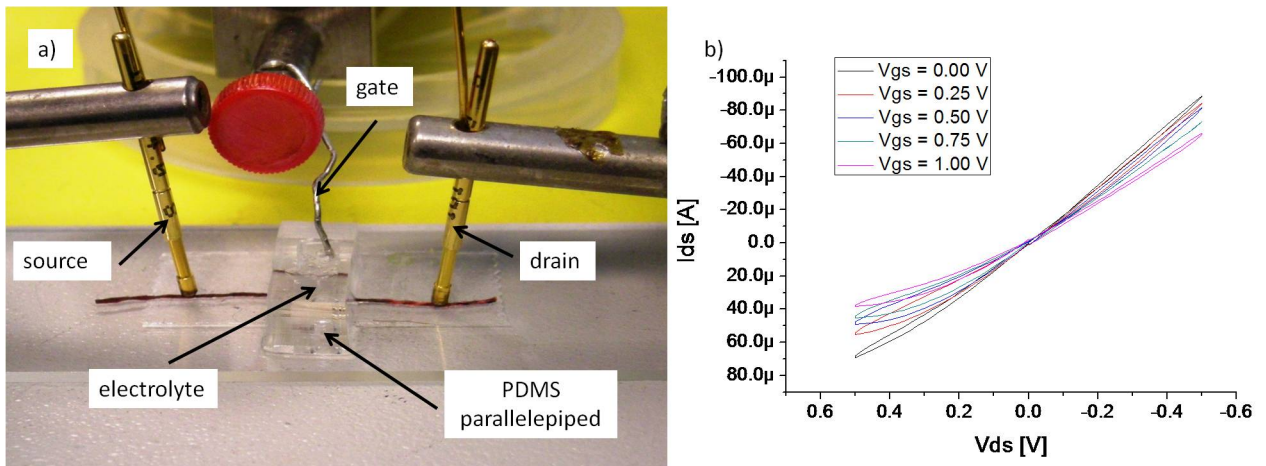 a)
gate
source
drain
electrolyte
PDMS
parallelepiped
b)
Vgs = 0.00 V
Vgs = 0.25 V
Vgs = 0.50 V
Vgs = 0.75 V
Vgs = 1.00 V
-100.0µ
-80.0µ
-60.0µ
-40.0µ
-20.0µ
0.0
20.0µ
40.0µ
60.0µ
80.0µ
Ids [A]
0.6 0.4 0.2 0.0 -0.2 -0.4 -0.6
Vds [V]